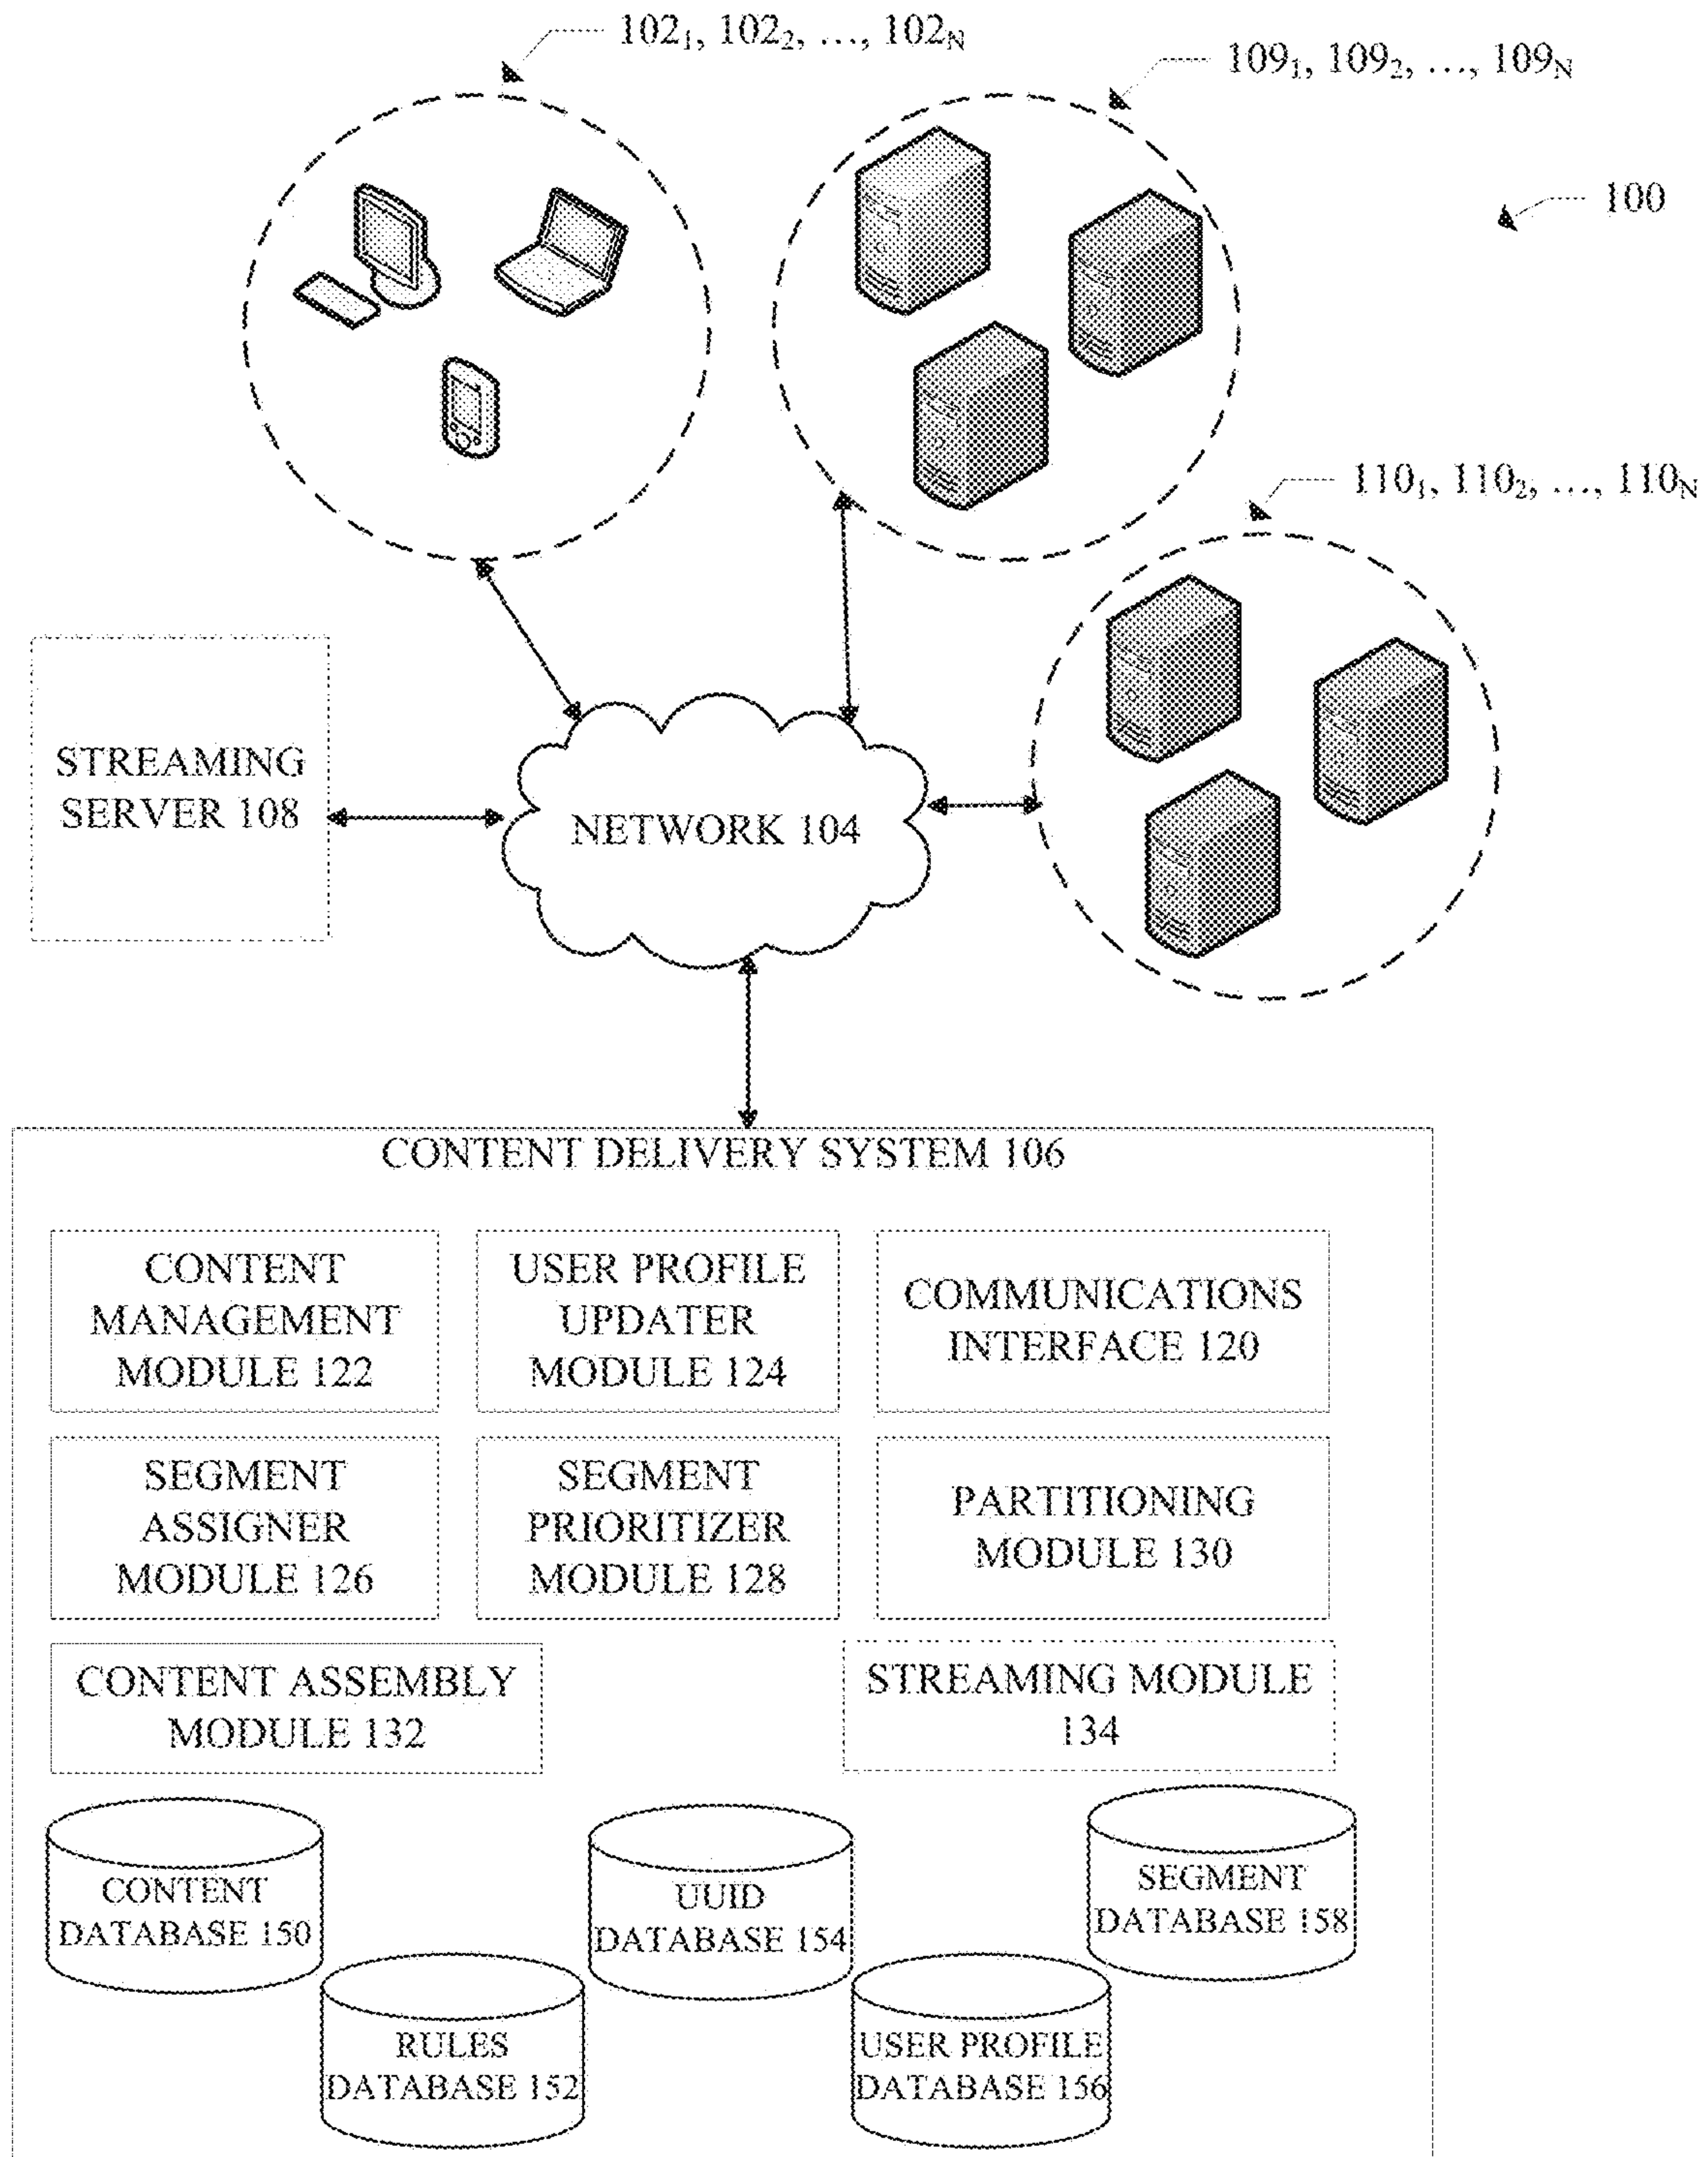 102₁, 102₂, ..., 102N
109₁, 109₂, ..., 109N
100
110₁, 110₂, ..., 110N
STREAMING
SERVER 108
NETWORK 104
CONTENT DELIVERY SYSTEM 106
CONTENT
MANAGEMENT
MODULE 122
USER PROFILE
UPDATER
MODULE 124
COMMUNICATIONS
INTERFACE 120
SEGMENT
ASSIGNER
MODULE 126
SEGMENT
PRIORITIZER
MODULE 128
PARTITIONING
MODULE 130
CONTENT ASSEMBLY
MODULE 132
STREAMING MODULE
134
CONTENT
DATABASE 150
RULES
DATABASE 152
UUID
DATABASE 154
USER PROFILE
DATABASE 156
SEGMENT
DATABASE 158